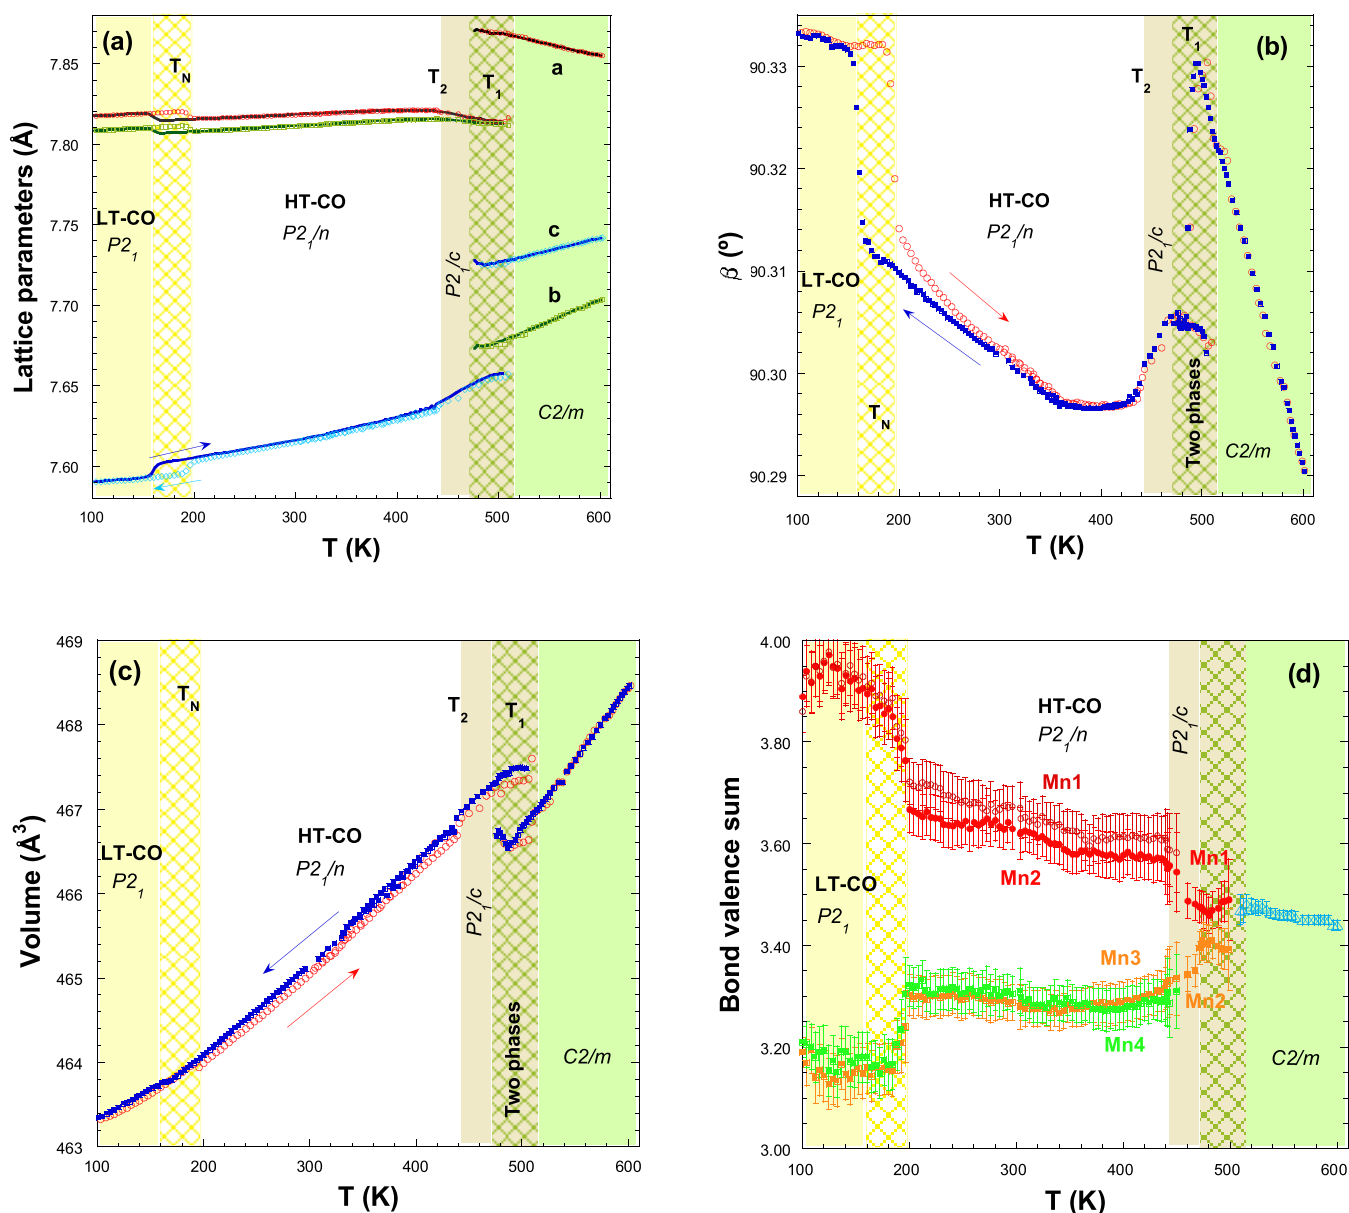 (a)
Lattice parameters (Å)
7.85
7.80
7.75
7.70
7.65
7.60
T_N
T_2
T_1
a
LT-CO
P2_1
HT-CO
P2_1/n
P2_1/c
c
b
C2/m
100 200 300 400 500 600
T (K)
(b)
β (º)
90.33
90.32
90.31
90.30
90.29
T_1
T_2
HT-CO
P2_1/n
P2_1/c
LT-CO
P2_1
T_N
Two phases
C2/m
100 200 300 400 500 600
T (K)
(c)
Volume (Å³)
469
468
467
466
465
464
463
T_N
T_2
T_1
LT-CO
P2_1
HT-CO
P2_1/n
P2_1/c
Two phases
C2/m
100 200 300 400 500 600
T (K)
(d)
Bond valence sum
4.00
3.80
3.60
3.40
3.20
3.00
HT-CO
P2_1/n
P2_1/c
Mn1
Mn2
Mn1
LT-CO
P2_1
Mn3
Mn2
Mn4
C2/m
100 200 300 400 500 600
T (K)